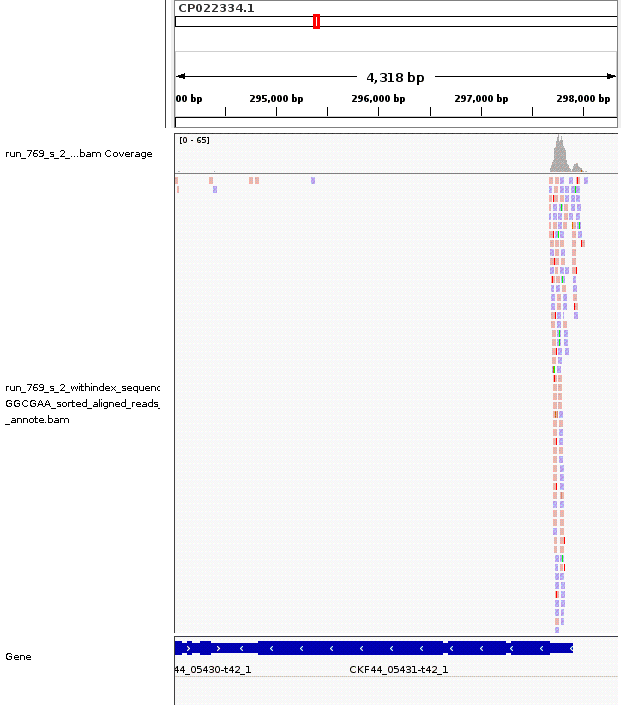 CP022334.1
4,318 bp
00 bp 295,000 bp 296,000 bp 297,000 bp 298,000 bp
[0 - 65]
run_769_s_2_...bam Coverage
run_769_s_2_withindex_sequenc
GGCGAA_sorted_aligned_reads_
_annote.bam
Gene
44_05430-t42_1 CKF44_05431-t42_1